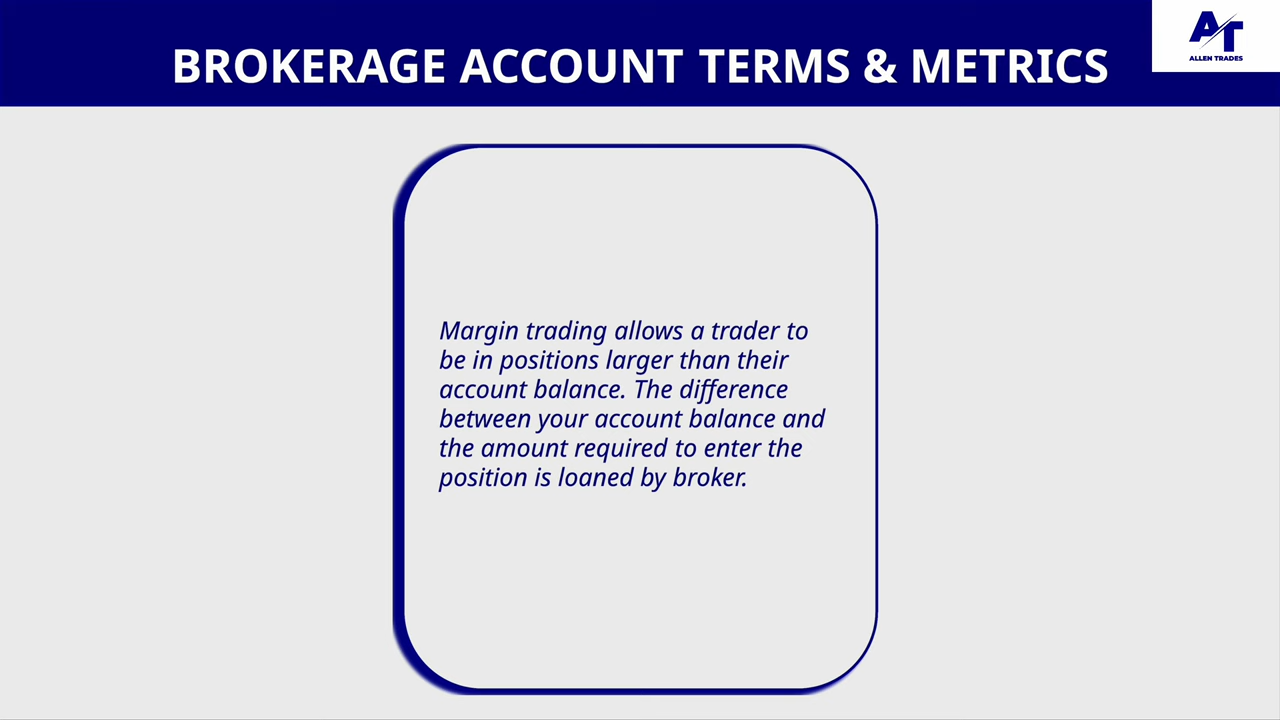 BROKERAGE ACCOUNT TERMS & METRICS
AT
ALLEN TRADES
Margin trading allows a trader to
be in positions larger than their
account balance. The difference
between your account balance and
the amount required to enter the
position is loaned by broker.